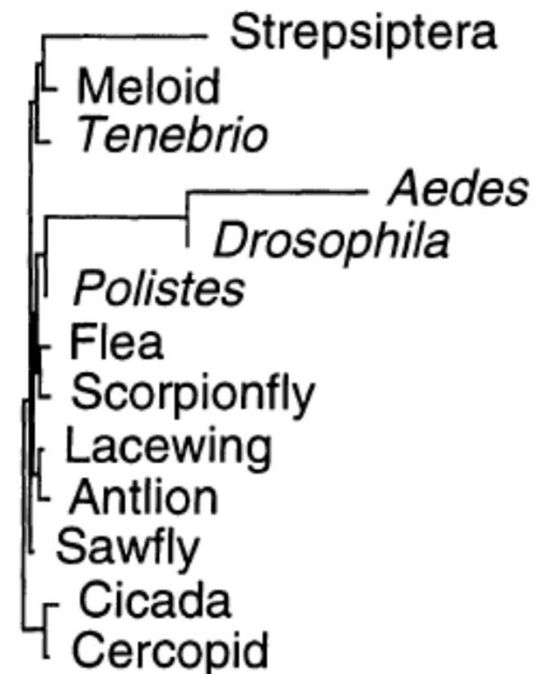 Strepsiptera
Meloid
Tenebrio
Aedes
Drosophila
Polistes
Flea
Scorpionfly
Lacewing
Antlion
Sawfly
Cicada
Cercopid